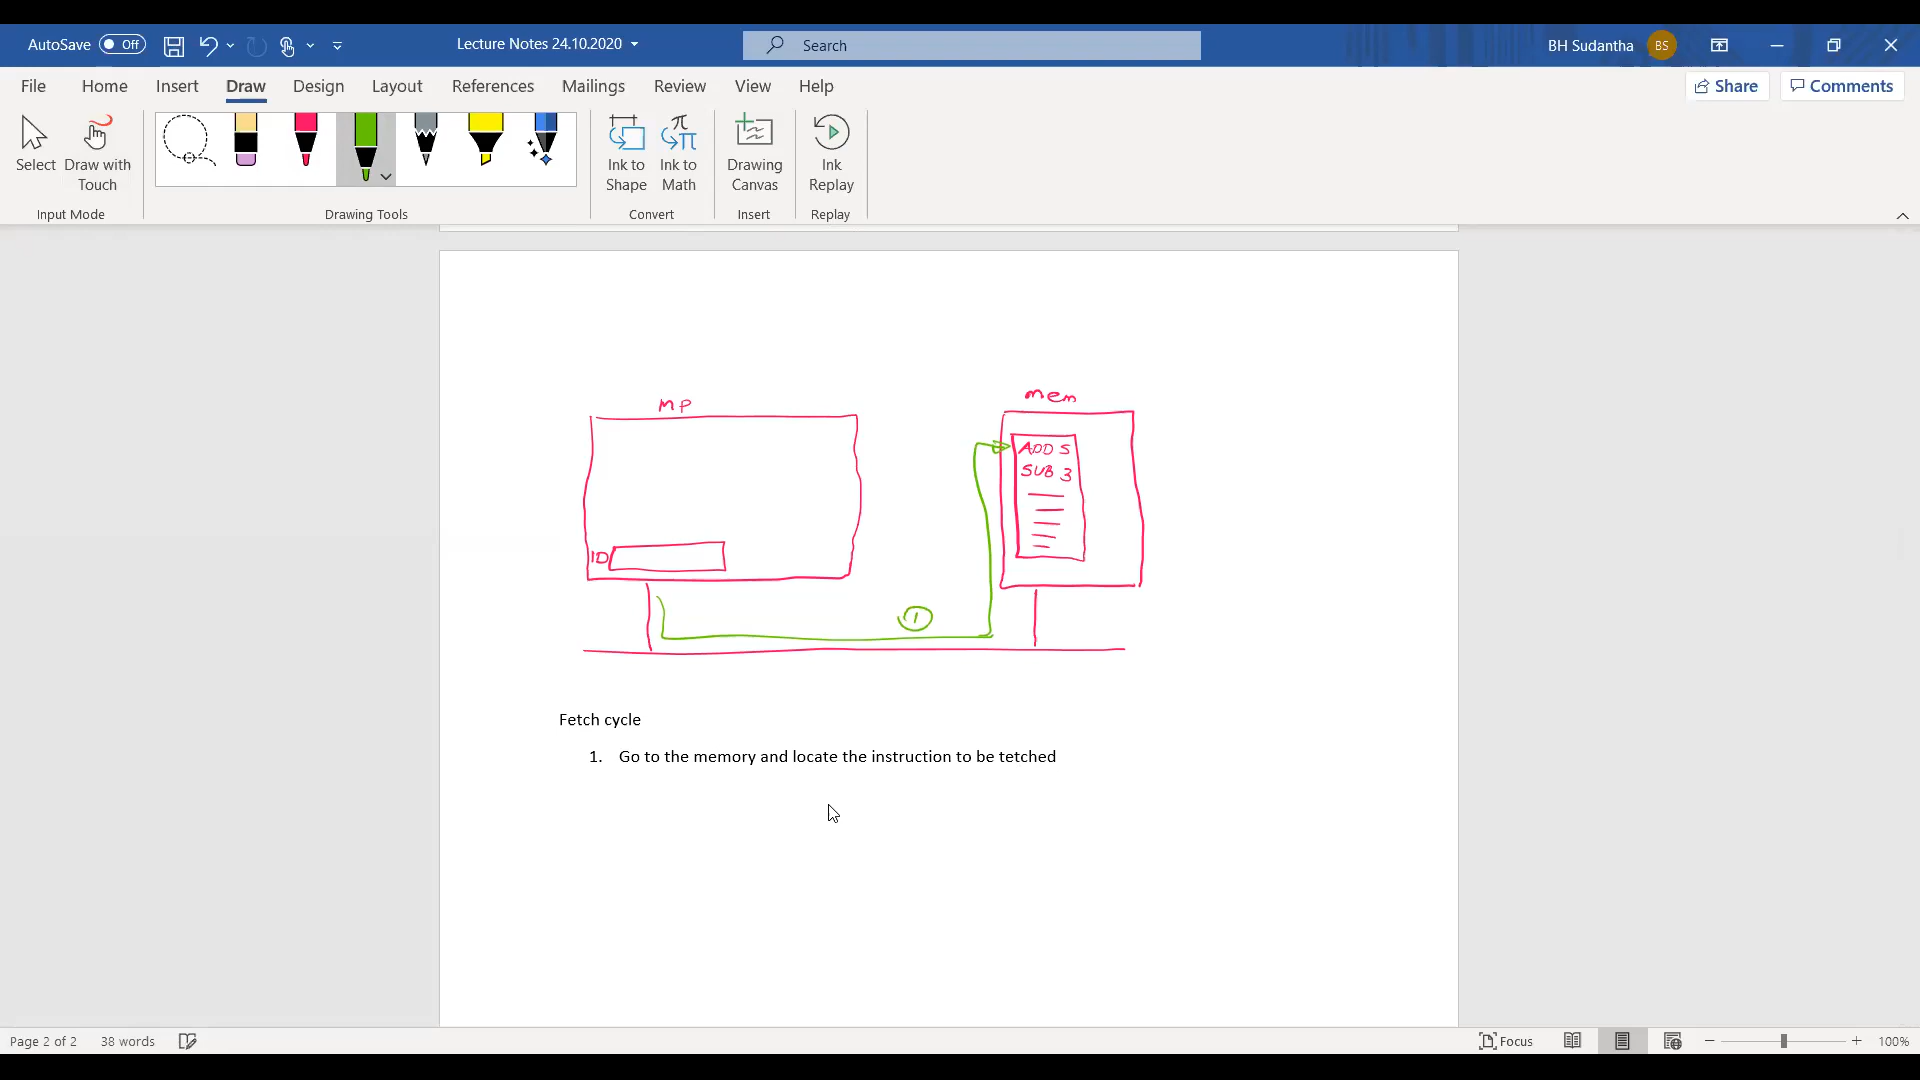 AutoSave Off Lecture Notes 24.10.2020 Search BH Sudantha BS
File Home Insert Draw Design Layout References Mailings Review View Help Share Comments
Select Draw with Touch Ink to Shape Ink to Math Drawing Canvas Ink Replay
Input Mode Drawing Tools Convert Insert Replay
MP
mem
ADD 5
SUB 3
ID
1
Fetch cycle
1. Go to the memory and locate the instruction to be tetched
Page 2 of 2 38 words Focus 100%